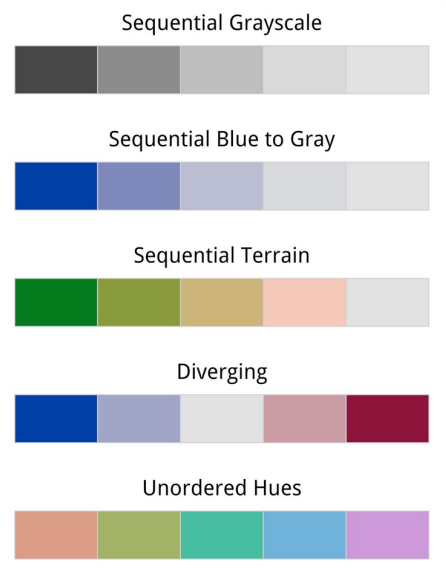 Sequential Grayscale
Sequential Blue to Gray
Sequential Terrain
Diverging
Unordered Hues